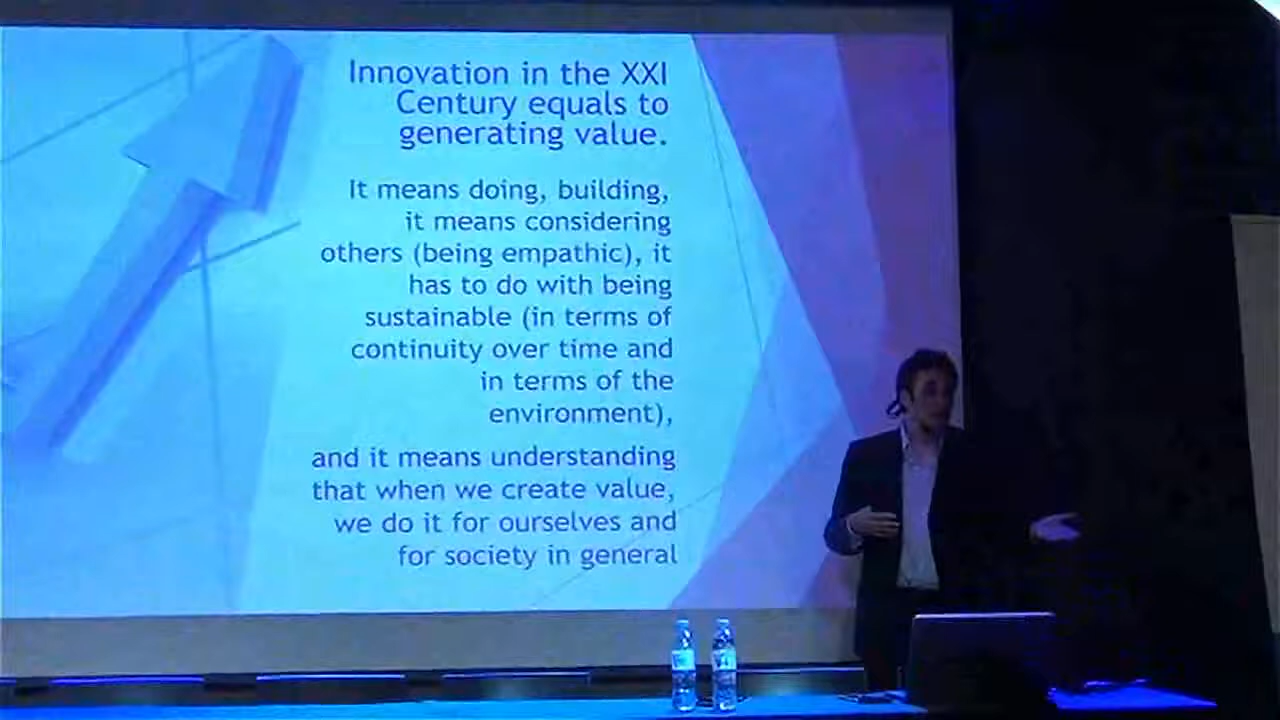 Innovation in the XXI
Century equals to
generating value.
It means doing, building,
it means considering
others (being empathic), it
has to do with being
sustainable (in terms of
continuity over time and
in terms of the
environment),
and it means understanding
that when we create value,
we do it for ourselves and
for society in general